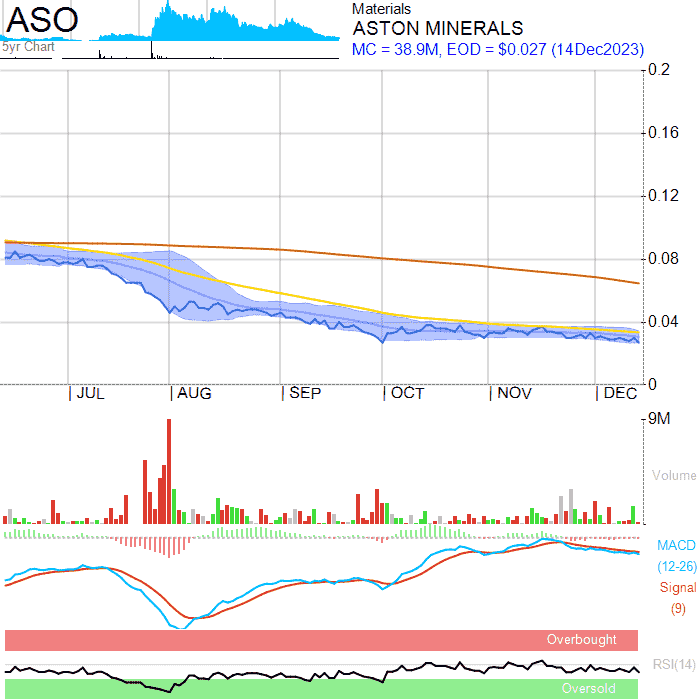 ASO
5yr Chart
Materials
ASTON MINERALS
MC = 38.9M, EOD = $0.027 (14Dec2023)
0.2
0.16
0.12
0.08
0.04
0
JUL AUG SEP OCT NOV DEC
9M
Volume
MACD
(12-26)
Signal
(9)
Overbought
RSI(14)
Oversold